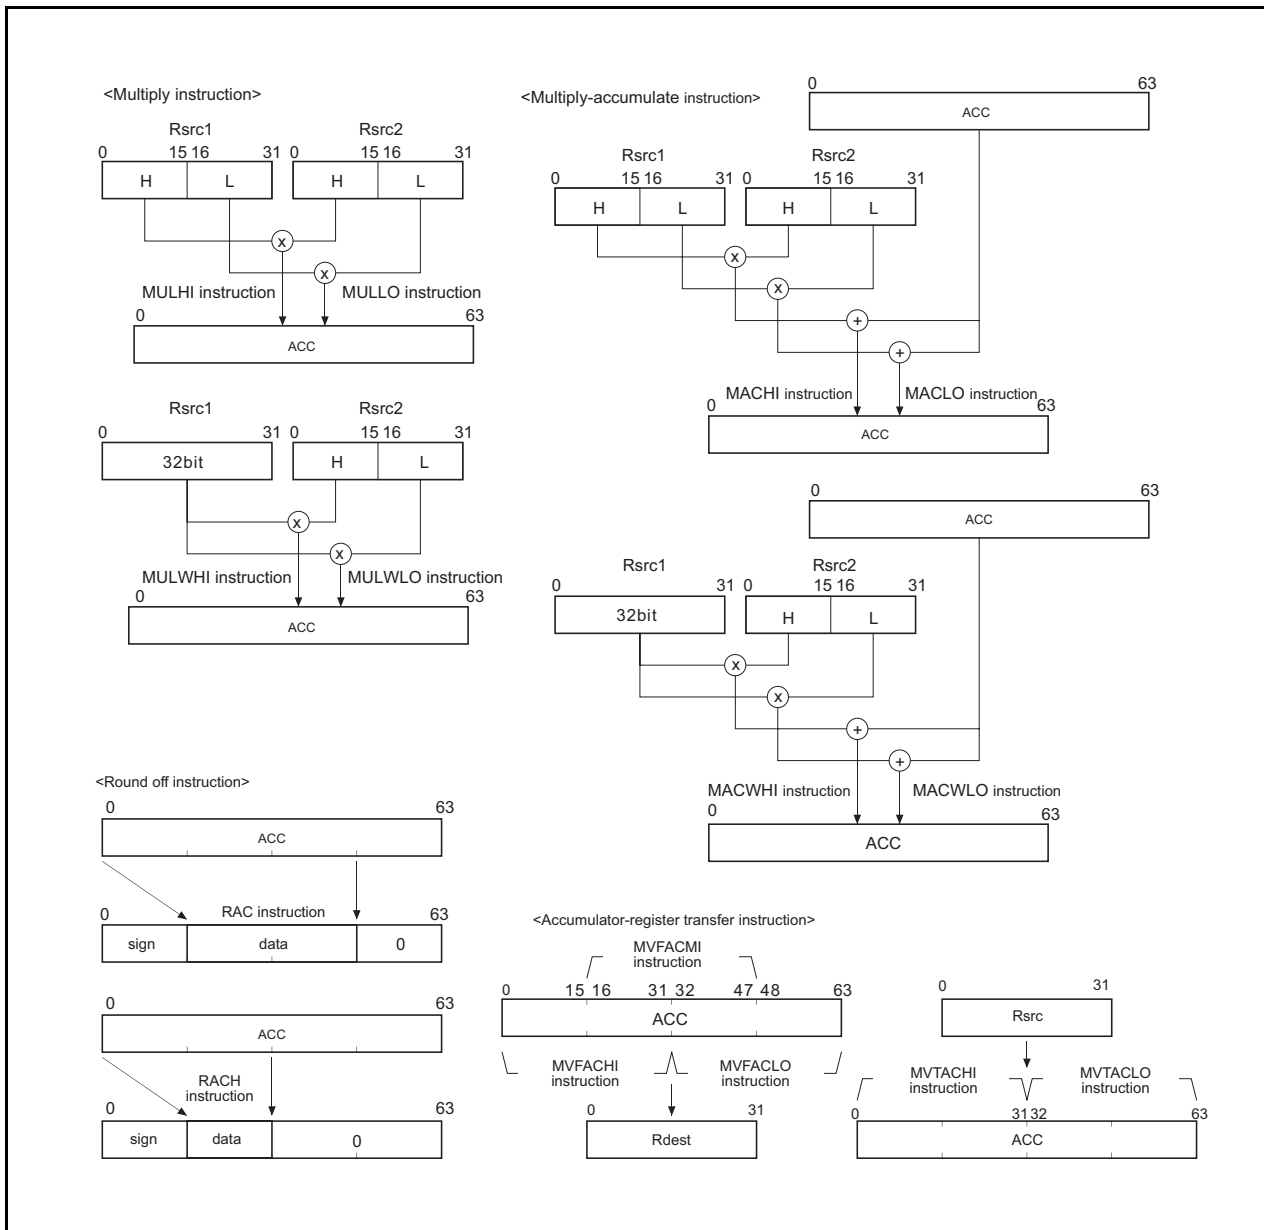 <Multiply instruction>
Rsrc1 Rsrc2
0 15 16 31 0 15 16 31
H L H L
x
x
MULHI instruction MULLO instruction
0 63
ACC
Rsrc1 Rsrc2
0 31 0 15 16 31
32bit H L
x
x
MULWHI instruction MULWLO instruction
0 63
ACC
<Multiply-accumulate instruction>
0 63
ACC
Rsrc1 Rsrc2
0 15 16 31 0 15 16 31
H L H L
x
x
+
+
MACHI instruction MACLO instruction
0 63
ACC
0 63
ACC
Rsrc1 Rsrc2
0 31 0 15 16 31
32bit H L
x
x
+
+
MACWHI instruction MACWLO instruction
0 63
ACC
<Round off instruction>
0 63
ACC
RAC instruction
0 63
sign data 0
0 63
ACC
RACH
instruction
0 63
sign data 0
<Accumulator-register transfer instruction>
MVFACMI
instruction
0 15 16 31 32 47 48 63
ACC
MVFACHI MVFACLO
instruction instruction
0 31
Rdest
0 31
Rsrc
MVTACHI MVTACLO
instruction instruction
0 31 32 63
ACC